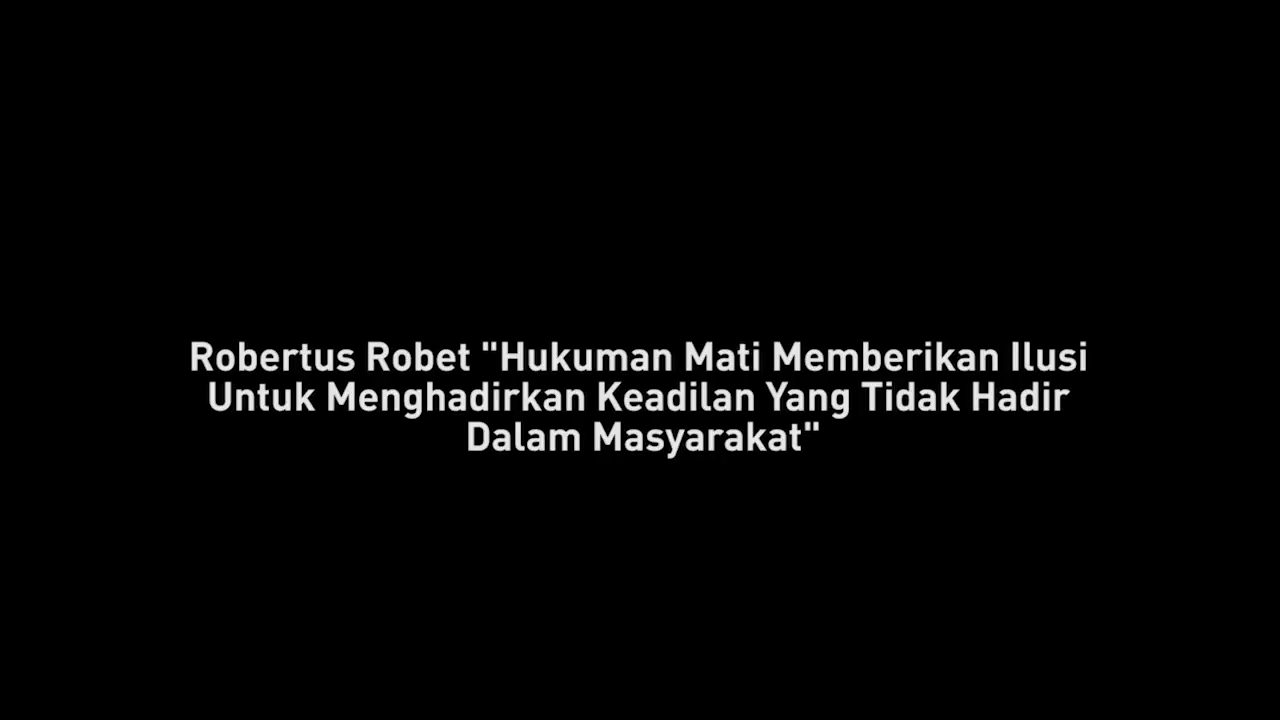 Robertus Robet "Hukuman Mati Memberikan Ilusi
Untuk Menghadirkan Keadilan Yang Tidak Hadir
Dalam Masyarakat"